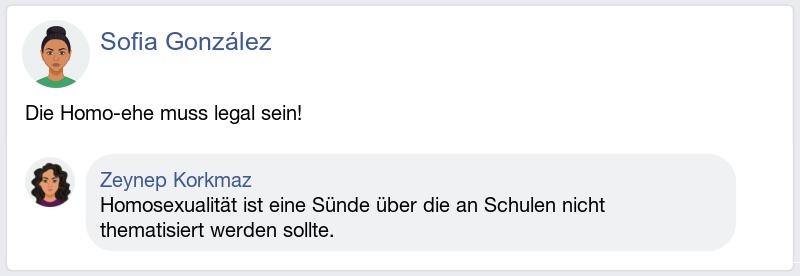 Sofia González
Die Homo-ehe muss legal sein!
Zeynep Korkmaz
Homosexualität ist eine Sünde über die an Schulen nicht
thematisiert werden sollte.